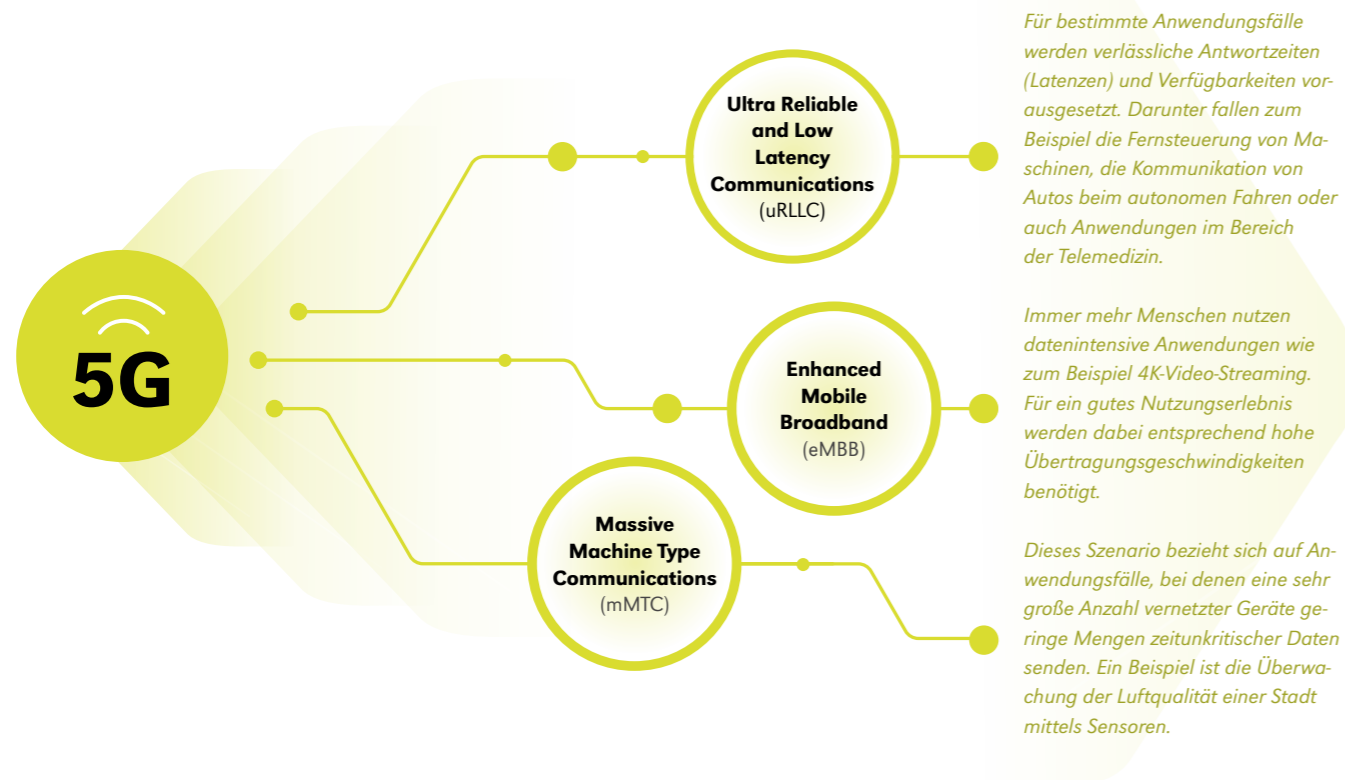 5G
Ultra Reliable
and Low
Latency
Communications
(uRLLC)
Für bestimmte Anwendungsfälle
werden verlässliche Antwortzeiten
(Latenzen) und Verfügbarkeiten vor-
ausgesetzt. Darunter fallen zum
Beispiel die Fernsteuerung von Ma-
schinen, die Kommunikation von
Autos beim autonomen Fahren oder
auch Anwendungen im Bereich
der Telemedizin.
Enhanced
Mobile
Broadband
(eMBB)
Immer mehr Menschen nutzen
datenintensive Anwendungen wie
zum Beispiel 4K-Video-Streaming.
Für ein gutes Nutzungserlebnis
werden dabei entsprechend hohe
Übertragungsgeschwindigkeiten
benötigt.
Massive
Machine Type
Communications
(mMTC)
Dieses Szenario bezieht sich auf An-
wendungsfälle, bei denen eine sehr
große Anzahl vernetzter Geräte ge-
ringe Mengen zeitunkritischer Daten
senden. Ein Beispiel ist die Überwa-
chung der Luftqualität einer Stadt
mittels Sensoren.